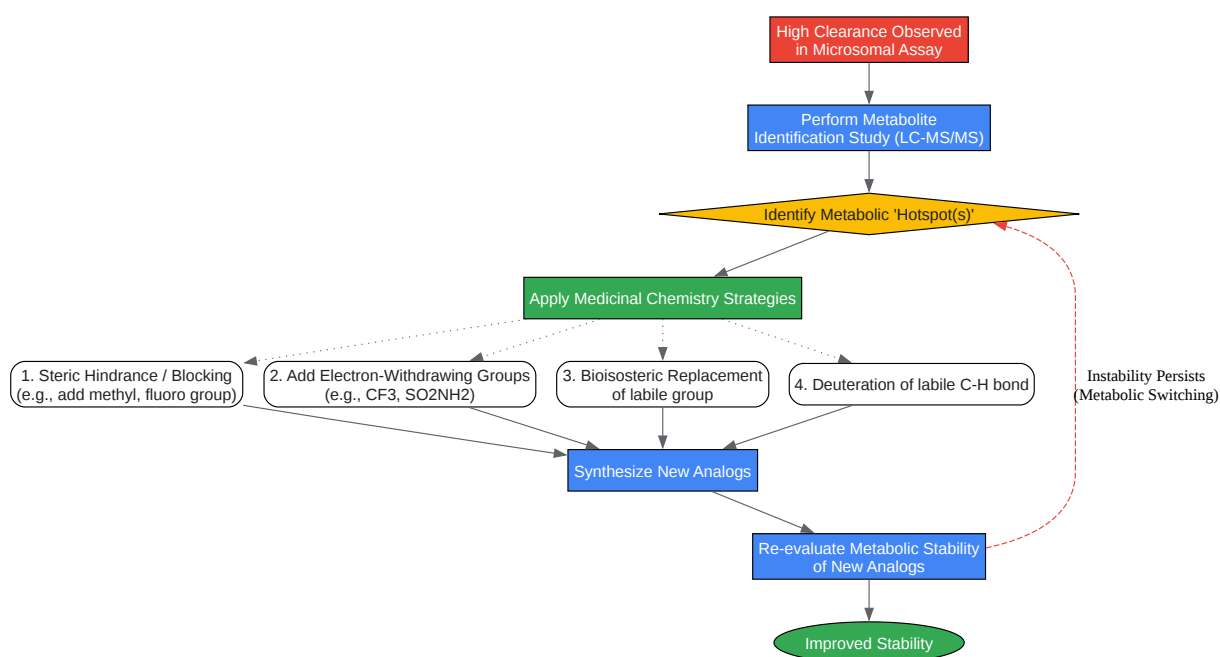 High Clearance Observed
in Microsomal Assay
Perform Metabolite
Identification Study (LC-MS/MS)
Identify Metabolic 'Hotspot(s)'
Apply Medicinal Chemistry Strategies
1. Steric Hindrance / Blocking
(e.g., add methyl, fluoro group)
2. Add Electron-Withdrawing Groups
(e.g., CF3, SO2NH2)
3. Bioisosteric Replacement
of labile group
4. Deuteration of labile C-H bond
Instability Persists
(Metabolic Switching)
Synthesize New Analogs
Re-evaluate Metabolic Stability
of New Analogs
Improved Stability